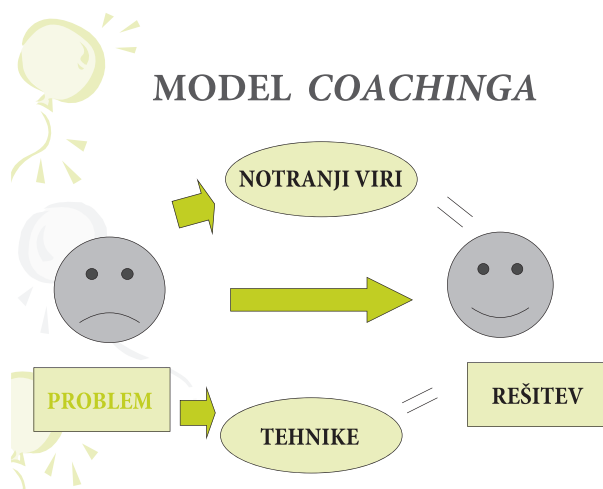 MODEL COACHINGA
NOTRANJI VIRI
PROBLEM
REŠITEV
TEHNIKE